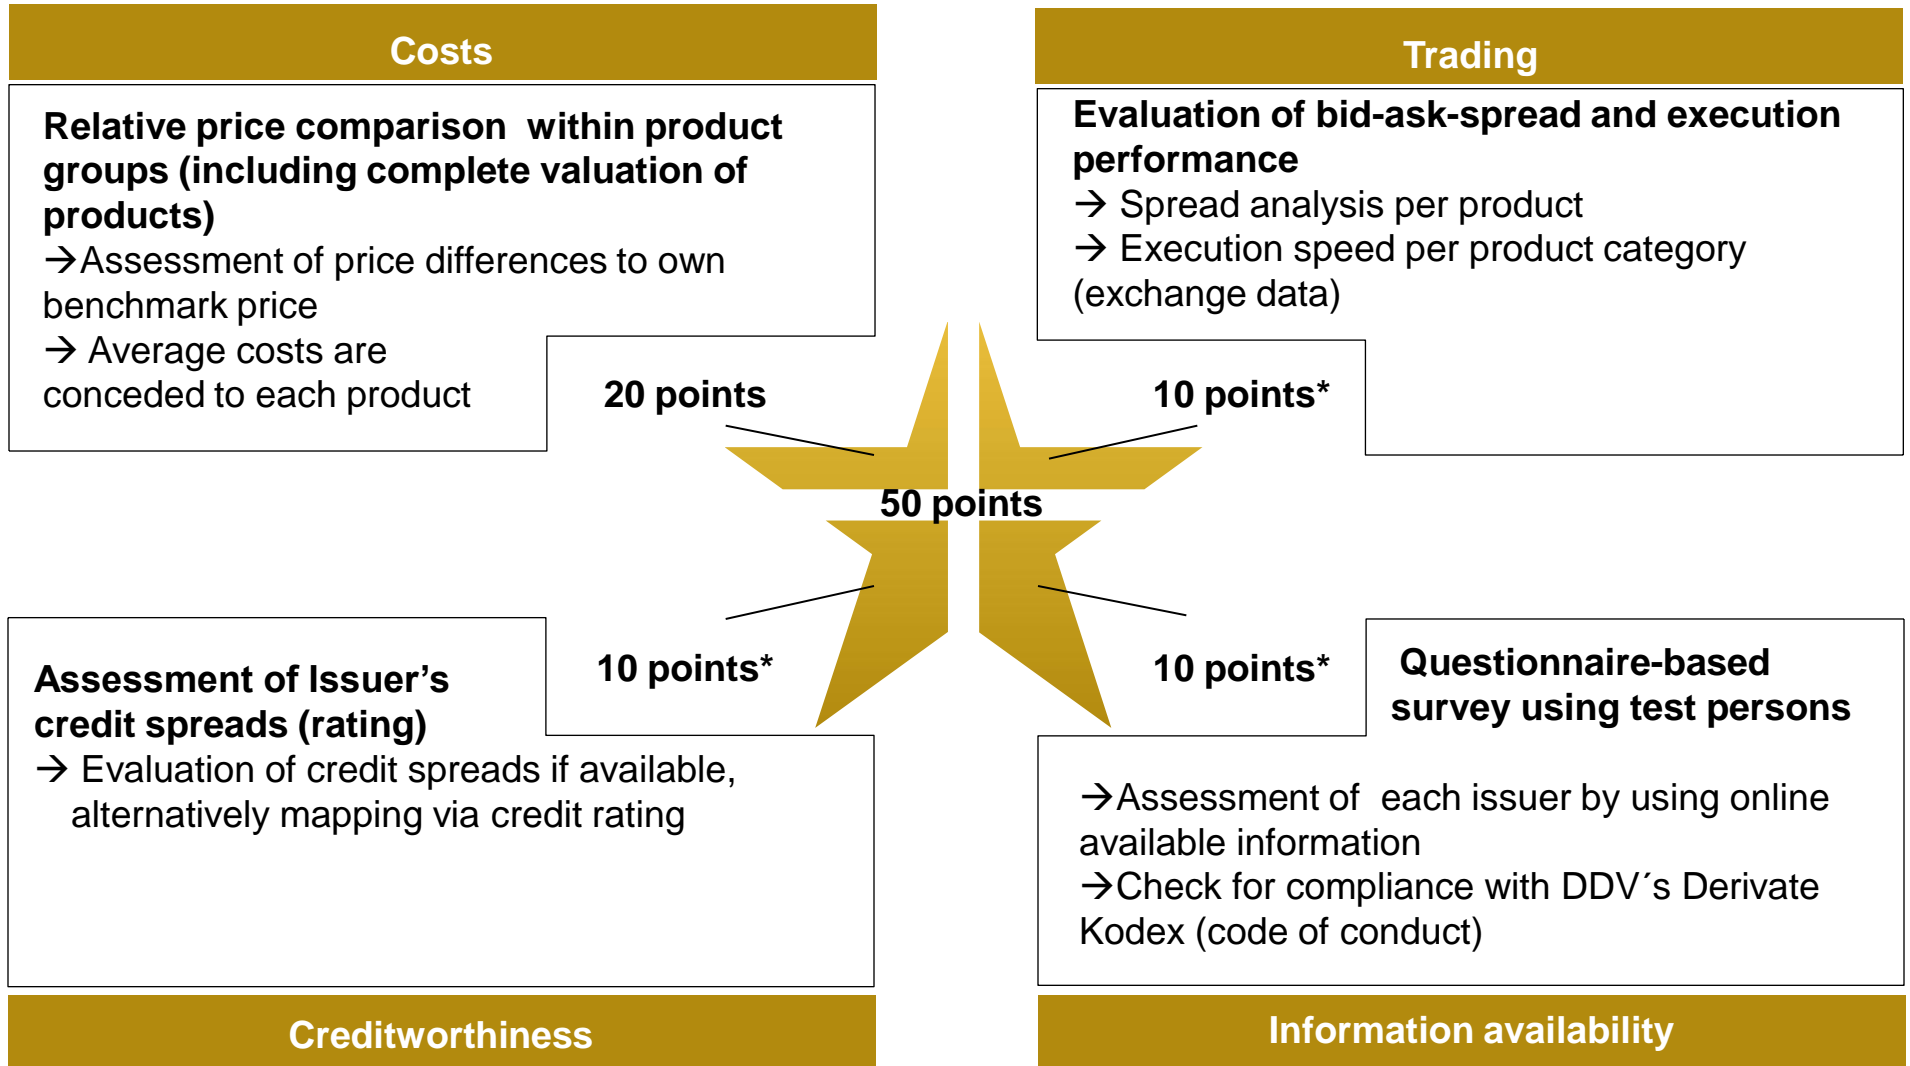 Costs
Relative price comparison within product
groups (including complete valuation of
products)
→Assessment of price differences to own
benchmark price
→ Average costs are
conceded to each product
20 points
Trading
Evaluation of bid-ask-spread and execution
performance
→ Spread analysis per product
→ Execution speed per product category
(exchange data)
10 points*
50 points
Assessment of Issuer’s
credit spreads (rating)
→ Evaluation of credit spreads if available,
alternatively mapping via credit rating
10 points*
Creditworthiness
10 points*
Questionnaire-based
survey using test persons
→Assessment of each issuer by using online
available information
→Check for compliance with DDV´s Derivate
Kodex (code of conduct)
Information availability